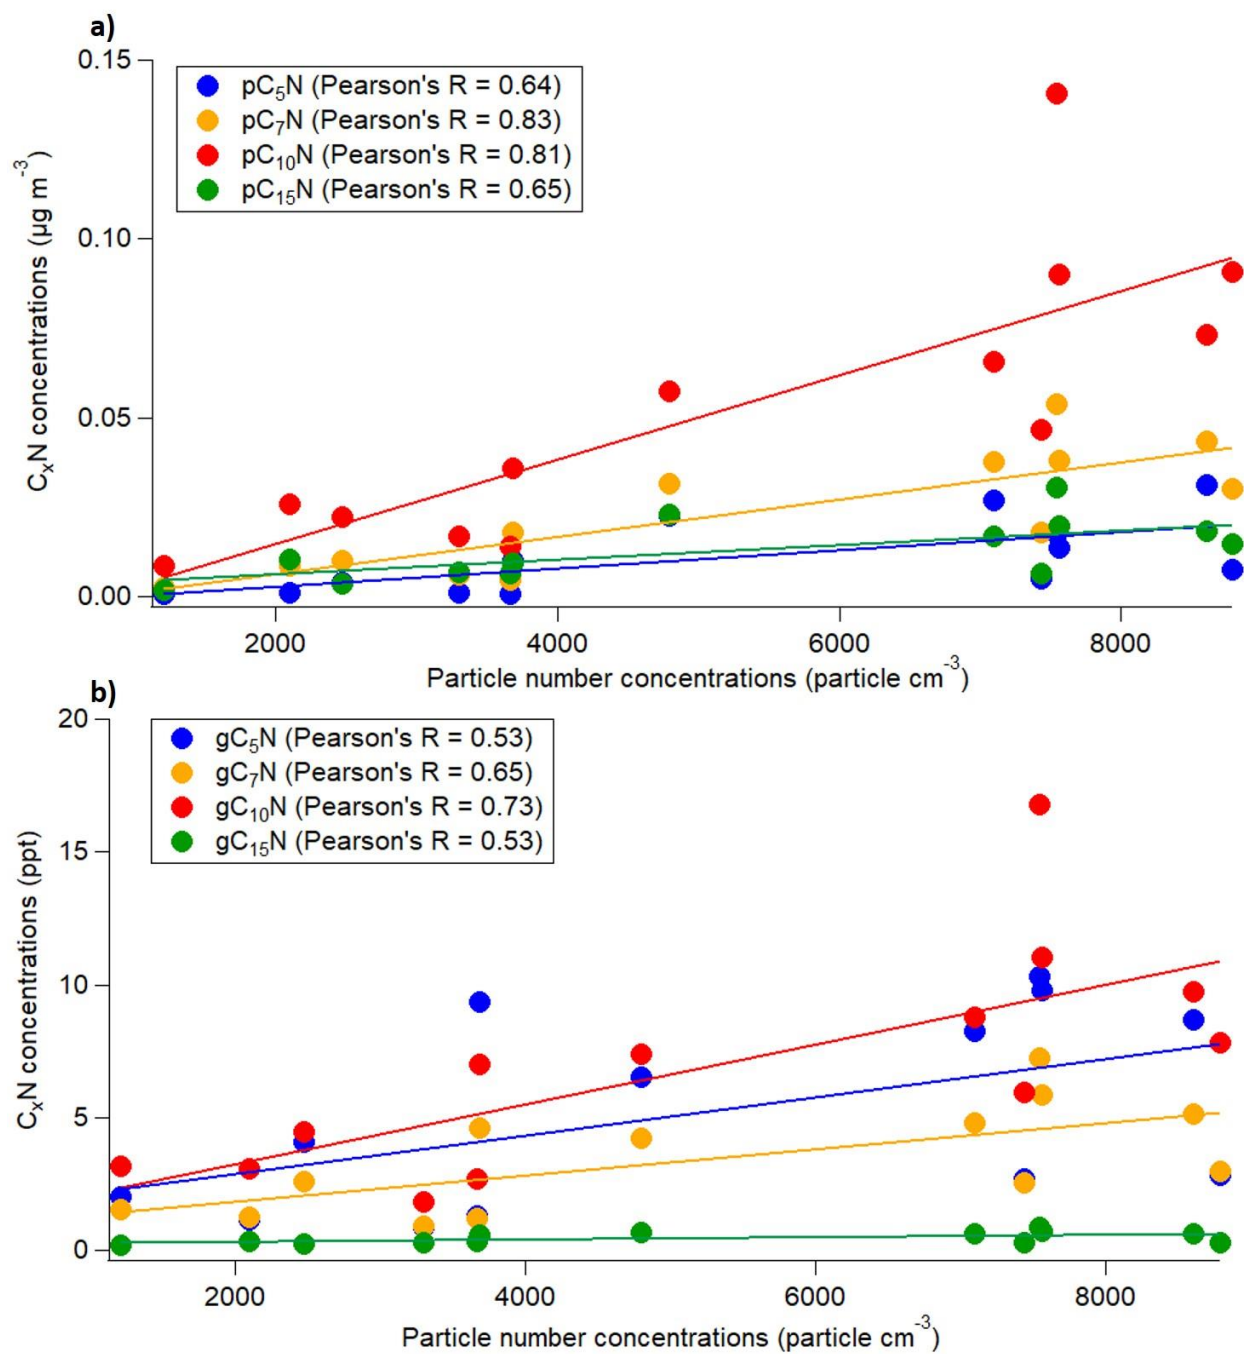 a)
0.15
pC₅N (Pearson's R = 0.64)
pC₇N (Pearson's R = 0.83)
pC₁₀N (Pearson's R = 0.81)
pC₁₅N (Pearson's R = 0.65)
0.10
0.05
0.00
CₓN concentrations (µg m⁻³)
2000 4000 6000 8000
Particle number concentrations (particle cm⁻³)
b)
20
gC₅N (Pearson's R = 0.53)
gC₇N (Pearson's R = 0.65)
gC₁₀N (Pearson's R = 0.73)
gC₁₅N (Pearson's R = 0.53)
15
10
5
0
CₓN concentrations (ppt)
2000 4000 6000 8000
Particle number concentrations (particle cm⁻³)